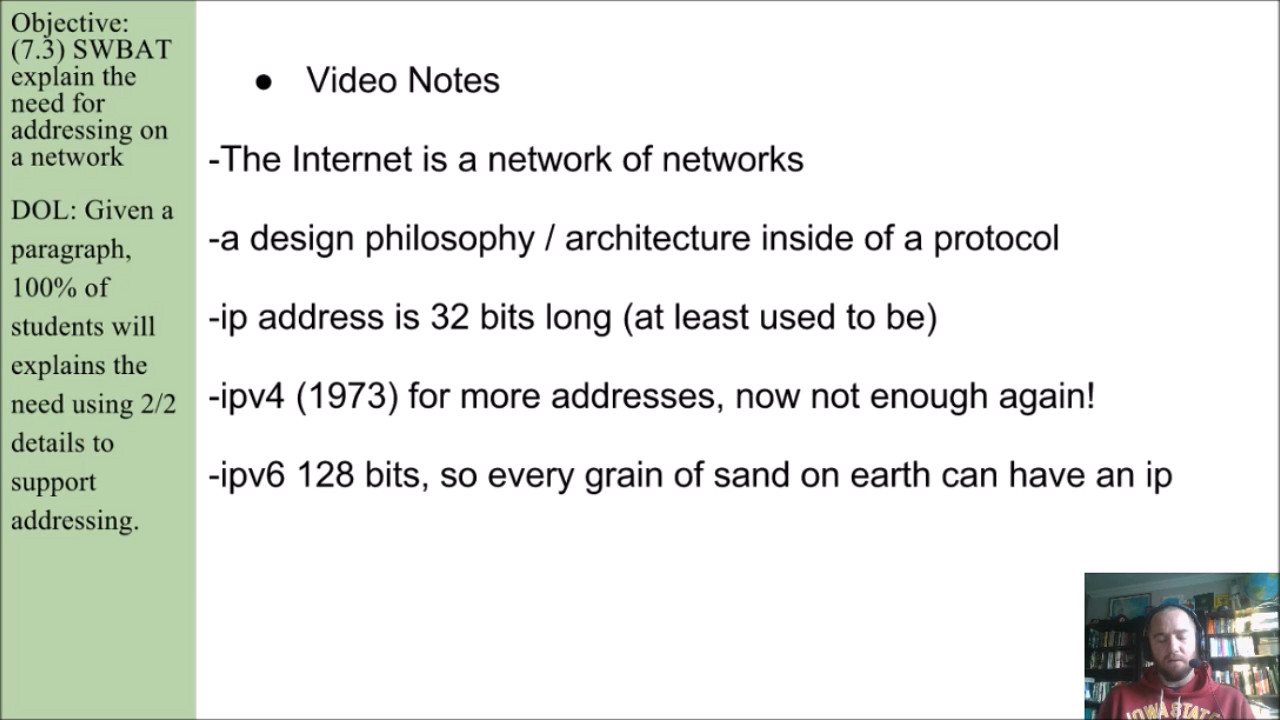 Objective:
(7.3) SWBAT
explain the
need for
addressing on
a network
DOL: Given a
paragraph,
100% of
students will
explains the
need using 2/2
details to
support
addressing.
● Video Notes
-The Internet is a network of networks
-a design philosophy / architecture inside of a protocol
-ip address is 32 bits long (at least used to be)
-ipv4 (1973) for more addresses, now not enough again!
-ipv6 128 bits, so every grain of sand on earth can have an ip
IOWA STATE